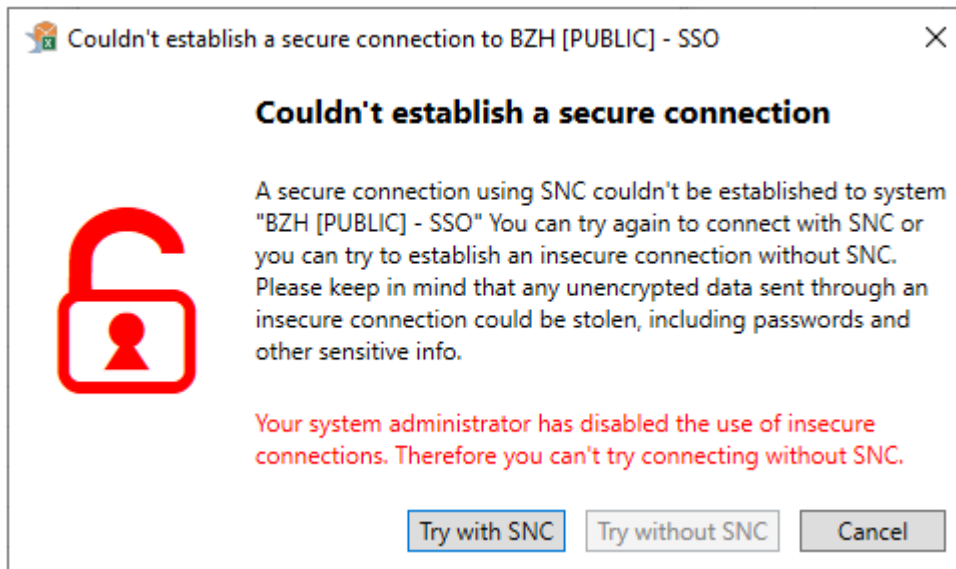 Couldn't establish a secure connection to BZH [PUBLIC] - SSO
Couldn't establish a secure connection
A secure connection using SNC couldn't be established to system
"BZH [PUBLIC] - SSO" You can try again to connect with SNC or
you can try to establish an insecure connection without SNC.
Please keep in mind that any unencrypted data sent through an
insecure connection could be stolen, including passwords and
other sensitive info.
Your system administrator has disabled the use of insecure
connections. Therefore you can't try connecting without SNC.
Try with SNC Try without SNC Cancel